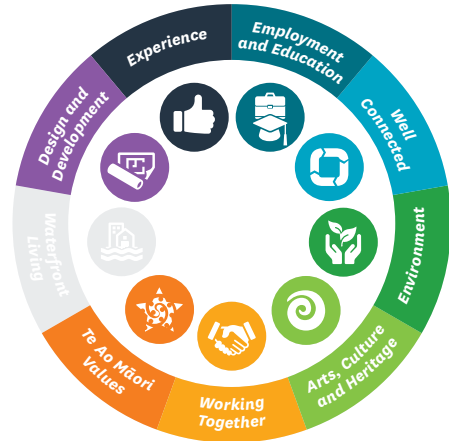 Experience
Employment
and Education
Well
Connected
Environment
Arts, Culture
and Heritage
Working
Together
Te Ao Māori
Values
Waterfront
Living
Design and
Development